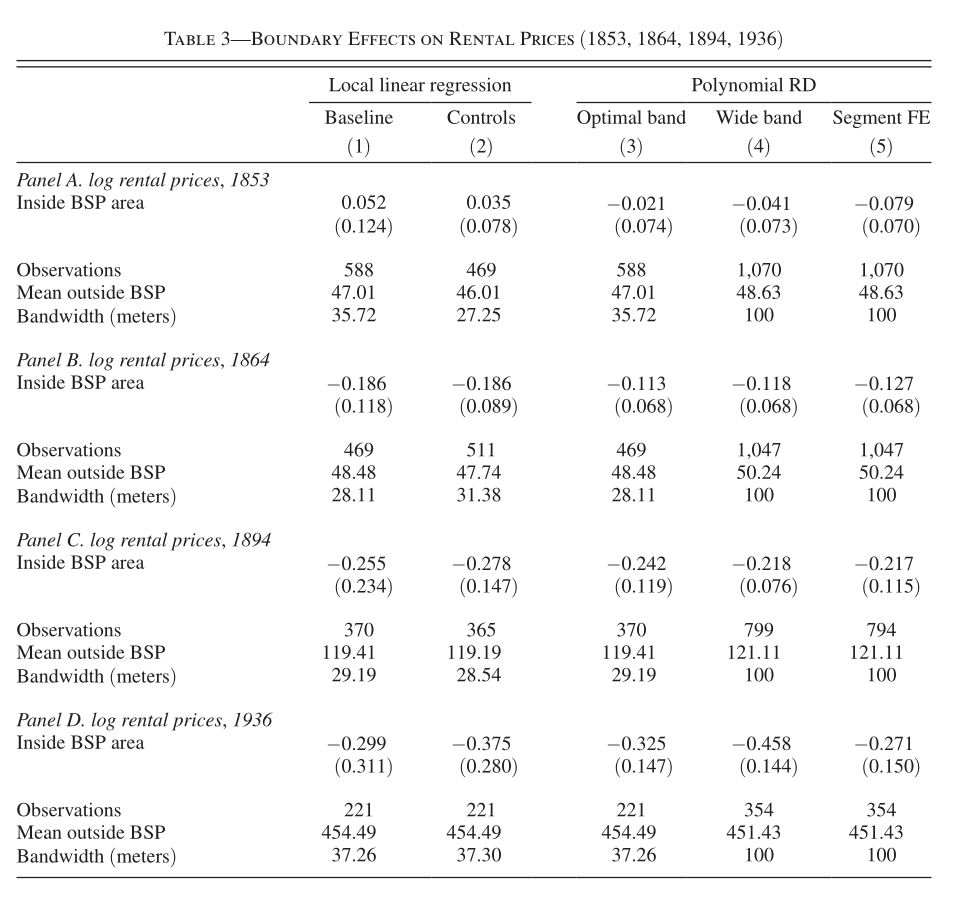 TABLE 3—BOUNDARY EFFECTS ON RENTAL PRICES (1853, 1864, 1894, 1936)
Local linear regression Polynomial RD
Baseline Controls Optimal band Wide band Segment FE
(1) (2) (3) (4) (5)
Panel A. log rental prices, 1853
Inside BSP area 0.052 0.035 −0.021 −0.041 −0.079
(0.124) (0.078) (0.074) (0.073) (0.070)
Observations 588 469 588 1,070 1,070
Mean outside BSP 47.01 46.01 47.01 48.63 48.63
Bandwidth (meters) 35.72 27.25 35.72 100 100
Panel B. log rental prices, 1864
Inside BSP area −0.186 −0.186 −0.113 −0.118 −0.127
(0.118) (0.089) (0.068) (0.068) (0.068)
Observations 469 511 469 1,047 1,047
Mean outside BSP 48.48 47.74 48.48 50.24 50.24
Bandwidth (meters) 28.11 31.38 28.11 100 100
Panel C. log rental prices, 1894
Inside BSP area −0.255 −0.278 −0.242 −0.218 −0.217
(0.234) (0.147) (0.119) (0.076) (0.115)
Observations 370 365 370 799 794
Mean outside BSP 119.41 119.19 119.41 121.11 121.11
Bandwidth (meters) 29.19 28.54 29.19 100 100
Panel D. log rental prices, 1936
Inside BSP area −0.299 −0.375 −0.325 −0.458 −0.271
(0.311) (0.280) (0.147) (0.144) (0.150)
Observations 221 221 221 354 354
Mean outside BSP 454.49 454.49 454.49 451.43 451.43
Bandwidth (meters) 37.26 37.30 37.26 100 100